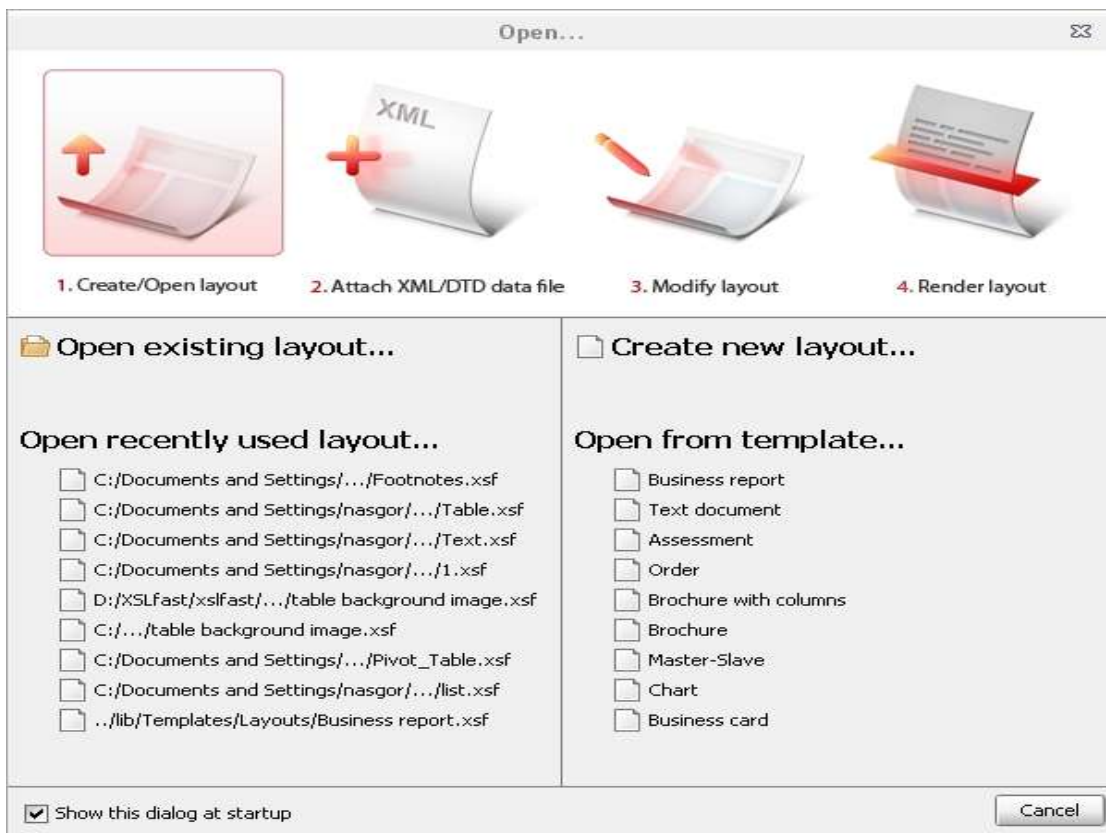 Open...
XML
1. Create/Open layout
2. Attach XML/DTD data file
3. Modify layout
4. Render layout
Open existing layout...
Open recently used layout...
C:/Documents and Settings/.../Footnotes.xsf
C:/Documents and Settings/nasgor/.../Table.xsf
C:/Documents and Settings/nasgor/.../Text.xsf
C:/Documents and Settings/nasgor/.../1.xsf
D:/XSLfast/xslfast/.../table background image.xsf
C:/.../table background image.xsf
C:/Documents and Settings/.../Pivot_Table.xsf
C:/Documents and Settings/nasgor/.../list.xsf
../lib/Templates/Layouts/Business report.xsf
Create new layout...
Open from template...
Business report
Text document
Assessment
Order
Brochure with columns
Brochure
Master-Slave
Chart
Business card
Show this dialog at startup
Cancel